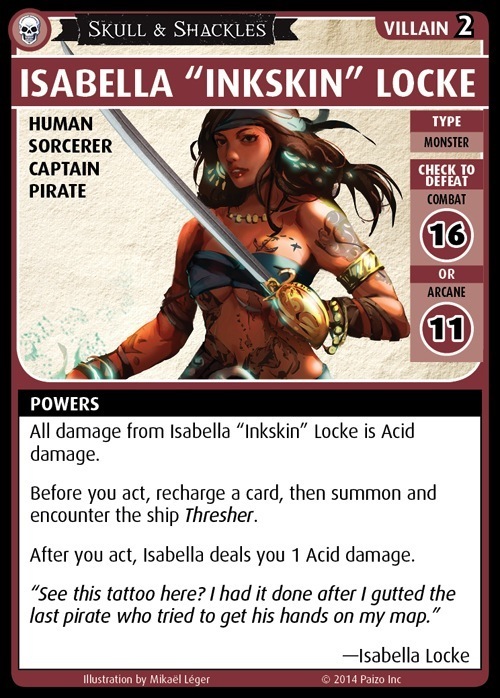 SKULL & SHACKLES
VILLAIN 2
ISABELLA “INKSKIN” LOCKE
HUMAN
SORCERER
CAPTAIN
PIRATE
TYPE
MONSTER
CHECK TO
DEFEAT
COMBAT
16
OR
ARCANE
11
POWERS
All damage from Isabella “Inkskin” Locke is Acid
damage.
Before you act, recharge a card, then summon and
encounter the ship Thresher.
After you act, Isabella deals you 1 Acid damage.
“See this tattoo here? I had it done after I gutted the
last pirate who tried to get his hands on my map.”
—Isabella Locke
Illustration by Mikaël Léger
© 2014 Paizo Inc